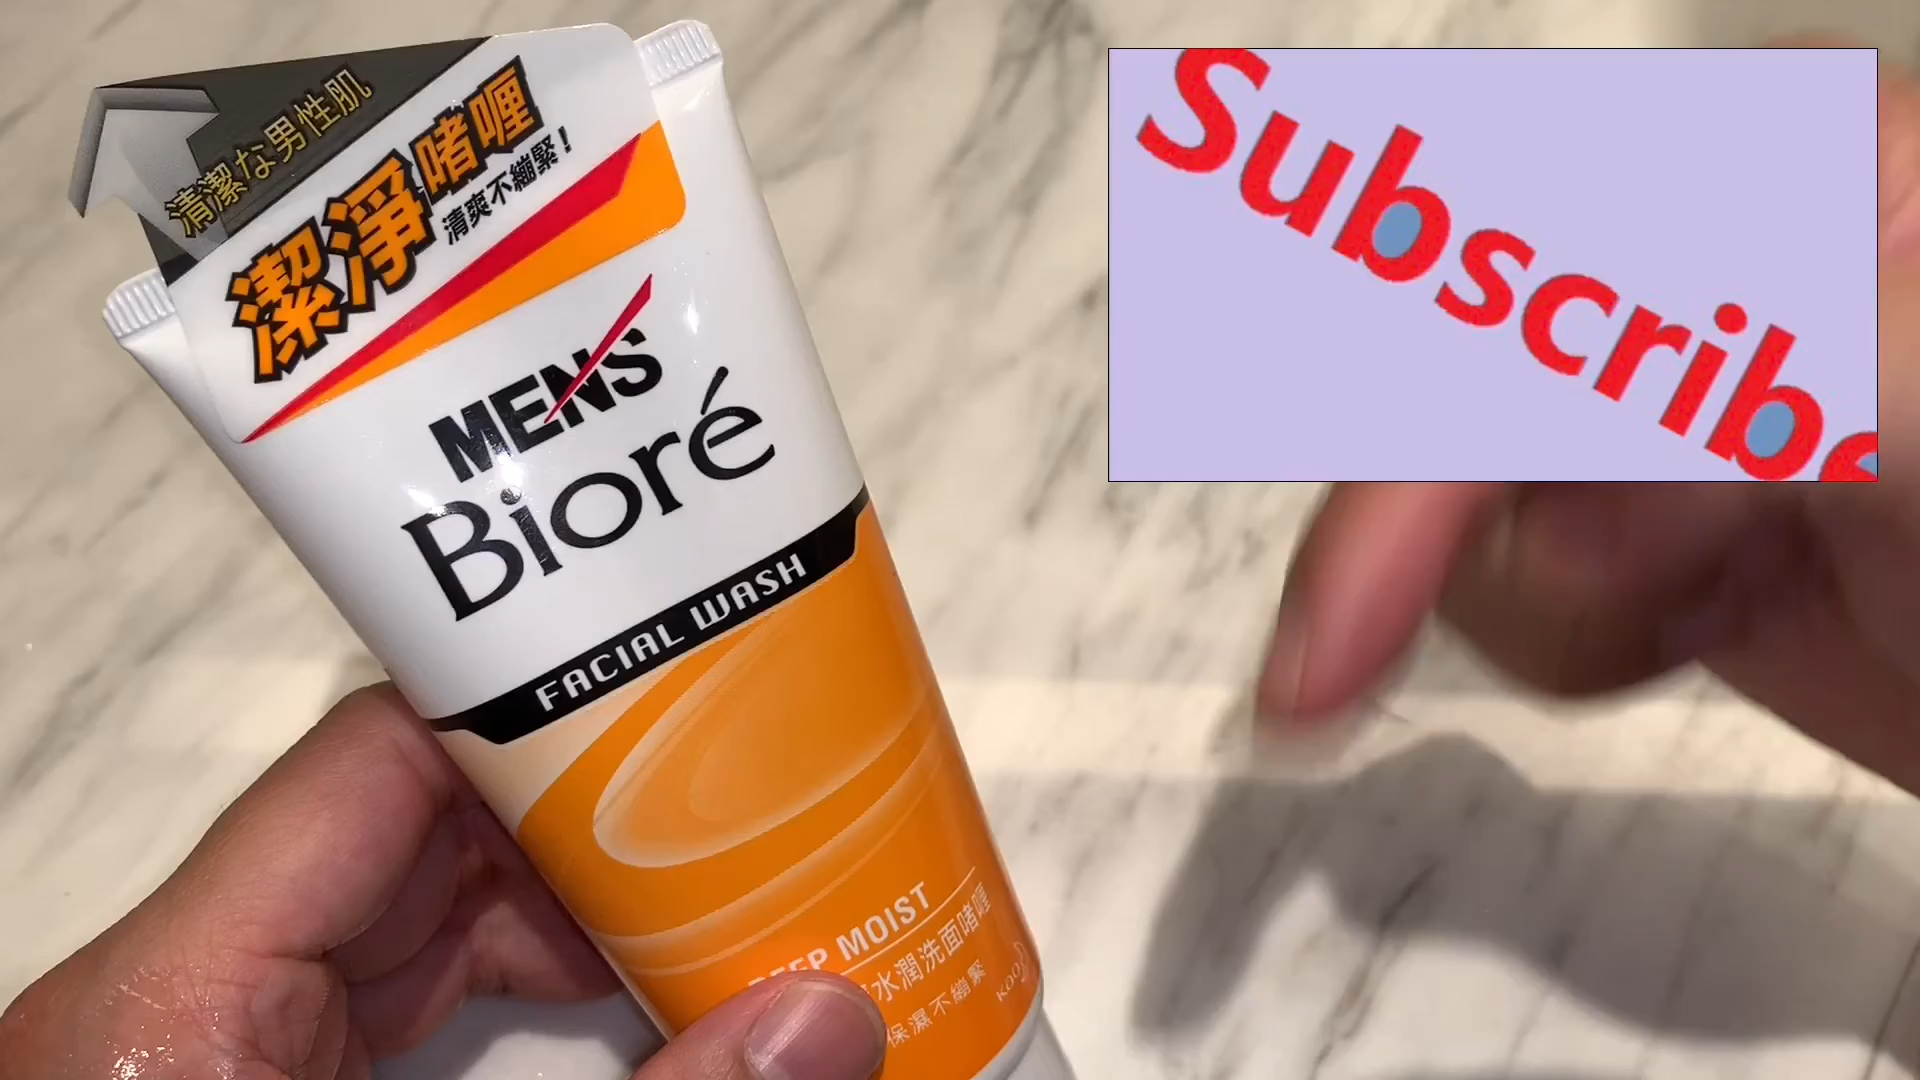 清潔な男性肌
潔淨啫喱
清爽不繃緊！
MEN'S
Bioré
FACIAL WASH
DEEP MOIST
水潤洗面啫喱
保濕不繃緊
Kao
Subscribe